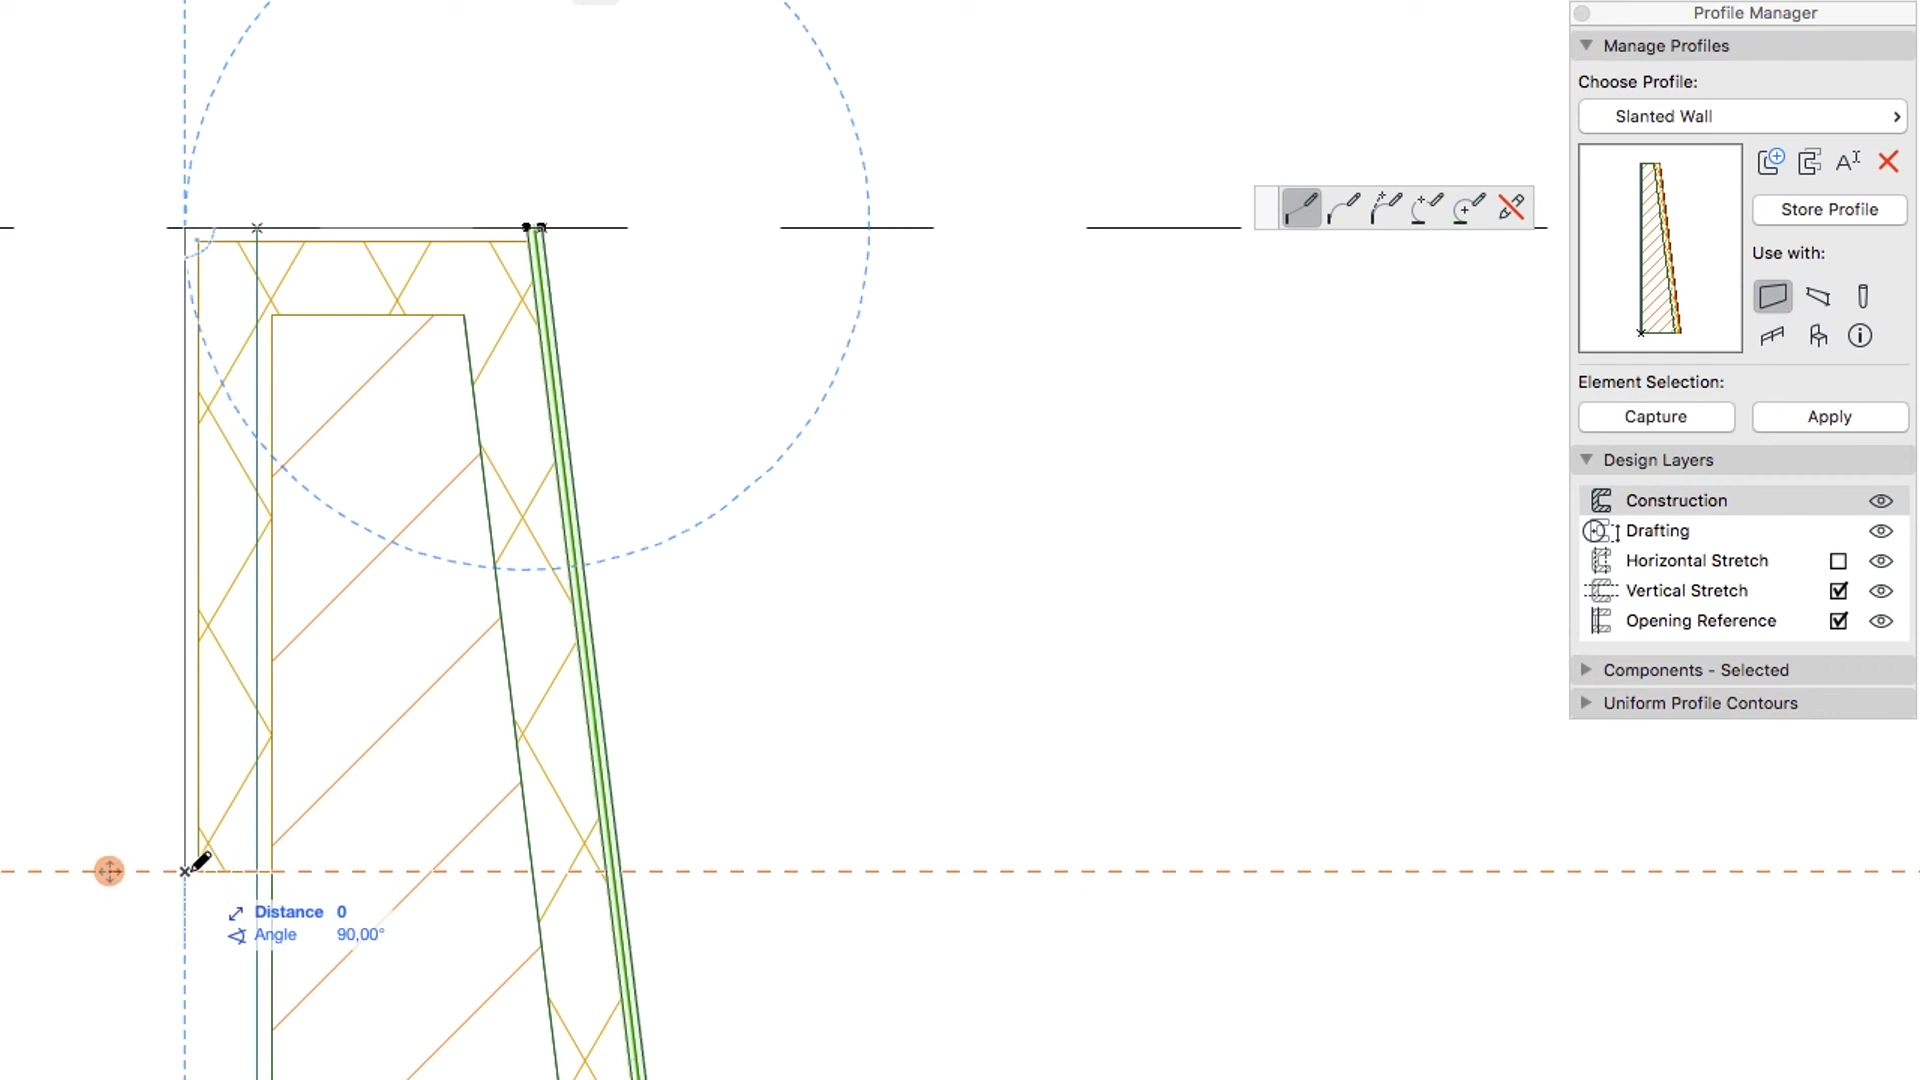 Profile Manager
Manage Profiles
Choose Profile:
Slanted Wall
Store Profile
Use with:
Element Selection:
Capture
Apply
Design Layers
Construction
Drafting
Horizontal Stretch
Vertical Stretch
Opening Reference
Components - Selected
Uniform Profile Contours
Distance 0
Angle 90,00°